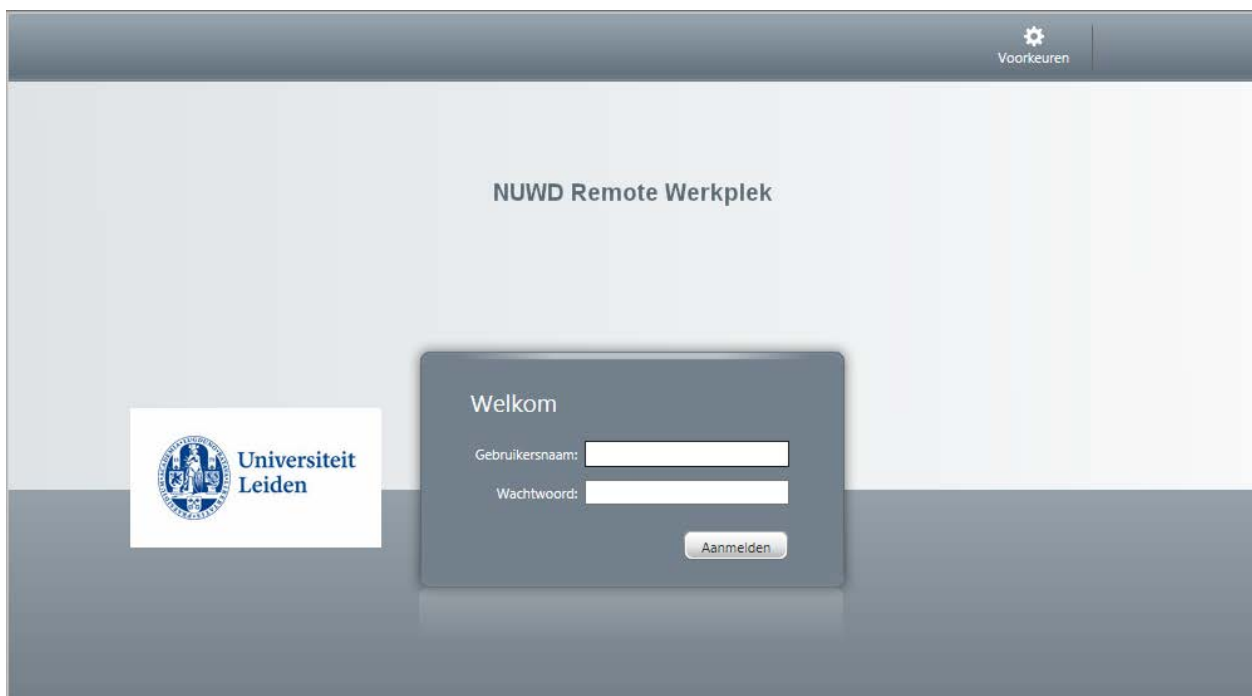 Voorkeuren
NUWD Remote Werkplek
Welkom
Gebruikersnaam:
Wachtwoord:
Aanmelden
Universiteit
Leiden